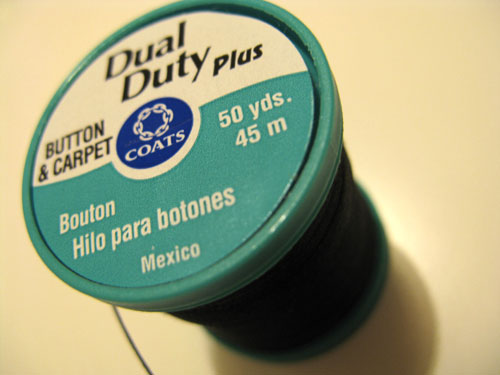 Dual
Duty Plus
BUTTON
& CARPET
COATS
50 yds.
45 m
Bouton
Hilo para botones
Mexico